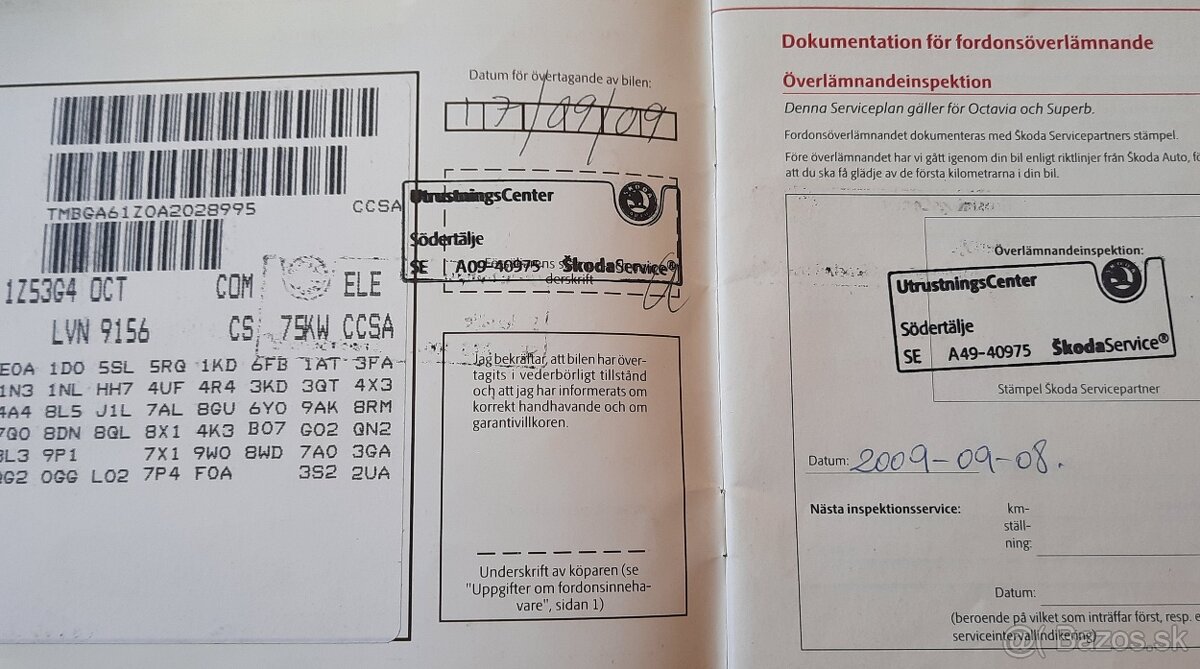 TMBGA61Z0A2028995 CCSA
1Z53G4 OCT COM ELE
LVN 9156 CS 75KW CCSA
E0A 1D0 5SL 5RQ 1KD 6FB 1AT 3FA
1N3 1NL HH7 4UF 4R4 3KD 3QT 4X3
4A4 8L5 J1L 7AL 8GU 6Y0 9AK 8RM
7Q0 8DN 8QL 8X1 4K3 B07 G02 QN2
8L3 9P1 7X1 9W0 8WD 7A0 3GA
QG2 0GG L02 7P4 F0A 3S2 2UA
Datum för övertagande av bilen:
17/09/09
UtrustningsCenter
Södertälje
SE A09-40975 ŠkodaService®
derskrift
Jag bekräftar, att bilen har över-
tagits i vederbörligt tillstånd
och att jag har informerats om
korrekt handhavande och om
garantivillkoren.
Underskrift av köparen (se
"Uppgifter om fordonsinneha-
vare", sidan 1)
Dokumentation för fordonsöverlämnande
Överlämnandeinspektion
Denna Serviceplan gäller för Octavia och Superb.
Fordonsöverlämnandet dokumenteras med Škoda Servicepartners stämpel.
Före överlämnandet har vi gått igenom din bil enligt riktlinjer från Škoda Auto, fö
att du ska få glädje av de första kilometrarna i din bil.
Överlämnandeinspektion:
UtrustningsCenter
Södertälje
SE A49-40975 ŠkodaService®
Stämpel Škoda Servicepartner
Datum: 2009-09-08.
Nästa inspektionsservice: km-
ställ-
ning:
Datum:
(beroende på vilket som inträffar först, resp. e
serviceintervallindikering)
Bazos.sk